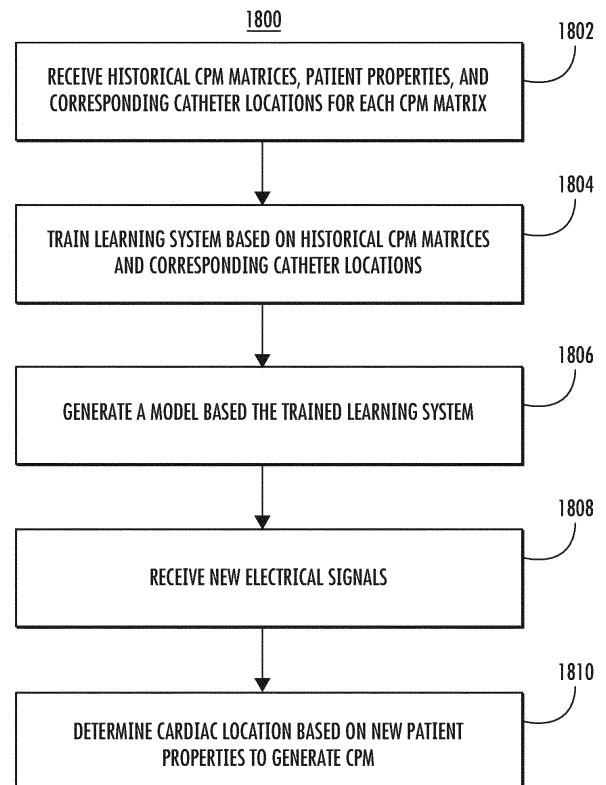 1800
1802
RECEIVE HISTORICAL CPM MATRICES, PATIENT PROPERTIES, AND
CORRESPONDING CATHETER LOCATIONS FOR EACH CPM MATRIX
1804
TRAIN LEARNING SYSTEM BASED ON HISTORICAL CPM MATRICES
AND CORRESPONDING CATHETER LOCATIONS
1806
GENERATE A MODEL BASED THE TRAINED LEARNING SYSTEM
1808
RECEIVE NEW ELECTRICAL SIGNALS
1810
DETERMINE CARDIAC LOCATION BASED ON NEW PATIENT
PROPERTIES TO GENERATE CPM